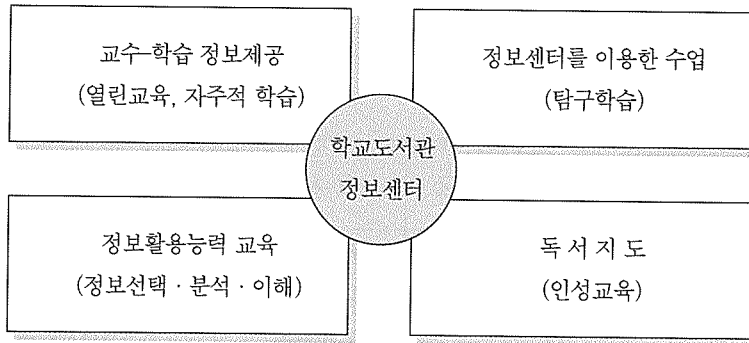 교수-학습 정보제공
(열린교육, 자주적 학습)
정보센터를 이용한 수업
(탐구학습)
학교도서관
정보센터
정보활용능력 교육
(정보선택 · 분석 · 이해)
독 서 지 도
(인성교육)